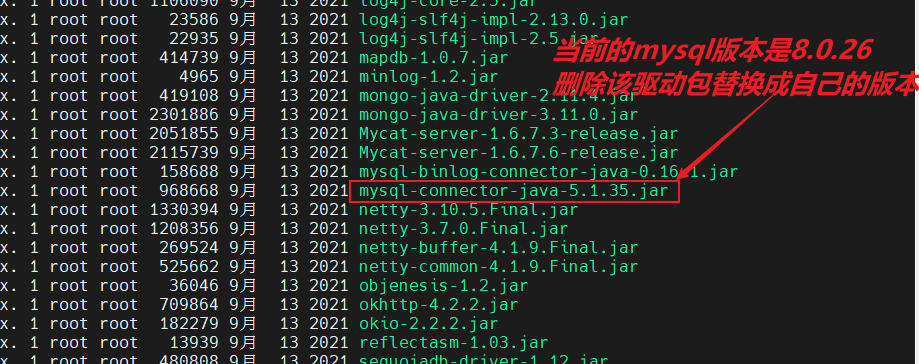 x. 1 root root 1106090 9月 13 2021 log4j-core-2.5.jar
x. 1 root root 23586 9月 13 2021 log4j-slf4j-impl-2.13.0.jar
x. 1 root root 22935 9月 13 2021 log4j-slf4j-impl-2.5.jar
当前的mysql版本是8.0.26
x. 1 root root 414739 9月 13 2021 mapdb-1.0.7.jar
x. 1 root root 4965 9月 13 2021 minlog-1.2.jar
删除该驱动包替换成自己的版本
x. 1 root root 419108 9月 13 2021 mongo-java-driver-2.11.4.jar
x. 1 root root 2301886 9月 13 2021 mongo-java-driver-3.11.0.jar
x. 1 root root 2051855 9月 13 2021 Mycat-server-1.6.7.3-release.jar
x. 1 root root 2115739 9月 13 2021 Mycat-server-1.6.7.6-release.jar
x. 1 root root 158688 9月 13 2021 mysql-binlog-connector-java-0.16.1.jar
x. 1 root root 968668 9月 13 2021 mysql-connector-java-5.1.35.jar
x. 1 root root 1330394 9月 13 2021 netty-3.10.5.Final.jar
x. 1 root root 1208356 9月 13 2021 netty-3.7.0.Final.jar
x. 1 root root 269524 9月 13 2021 netty-buffer-4.1.9.Final.jar
x. 1 root root 525662 9月 13 2021 netty-common-4.1.9.Final.jar
x. 1 root root 36046 9月 13 2021 objenesis-1.2.jar
x. 1 root root 709864 9月 13 2021 okhttp-4.2.2.jar
x. 1 root root 182279 9月 13 2021 okio-2.2.2.jar
x. 1 root root 13939 9月 13 2021 reflectasm-1.03.jar
x. 1 root root 480808 9月 13 2021 sequoiadb-driver-1.12.jar